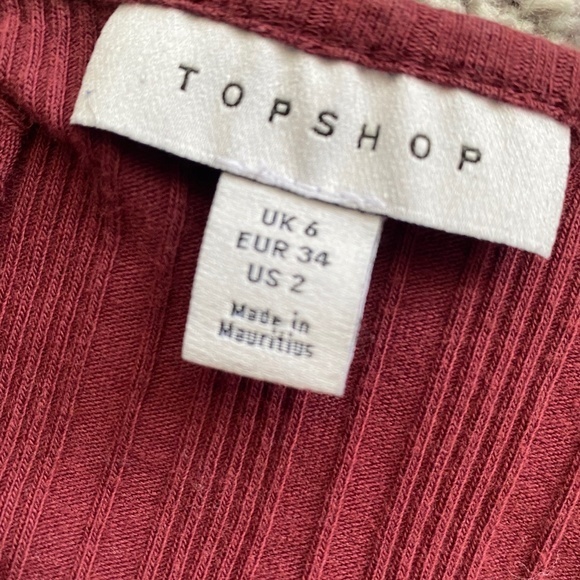 TOPSHOP
UK 6
EUR 34
US 2
Made in
Mauritius